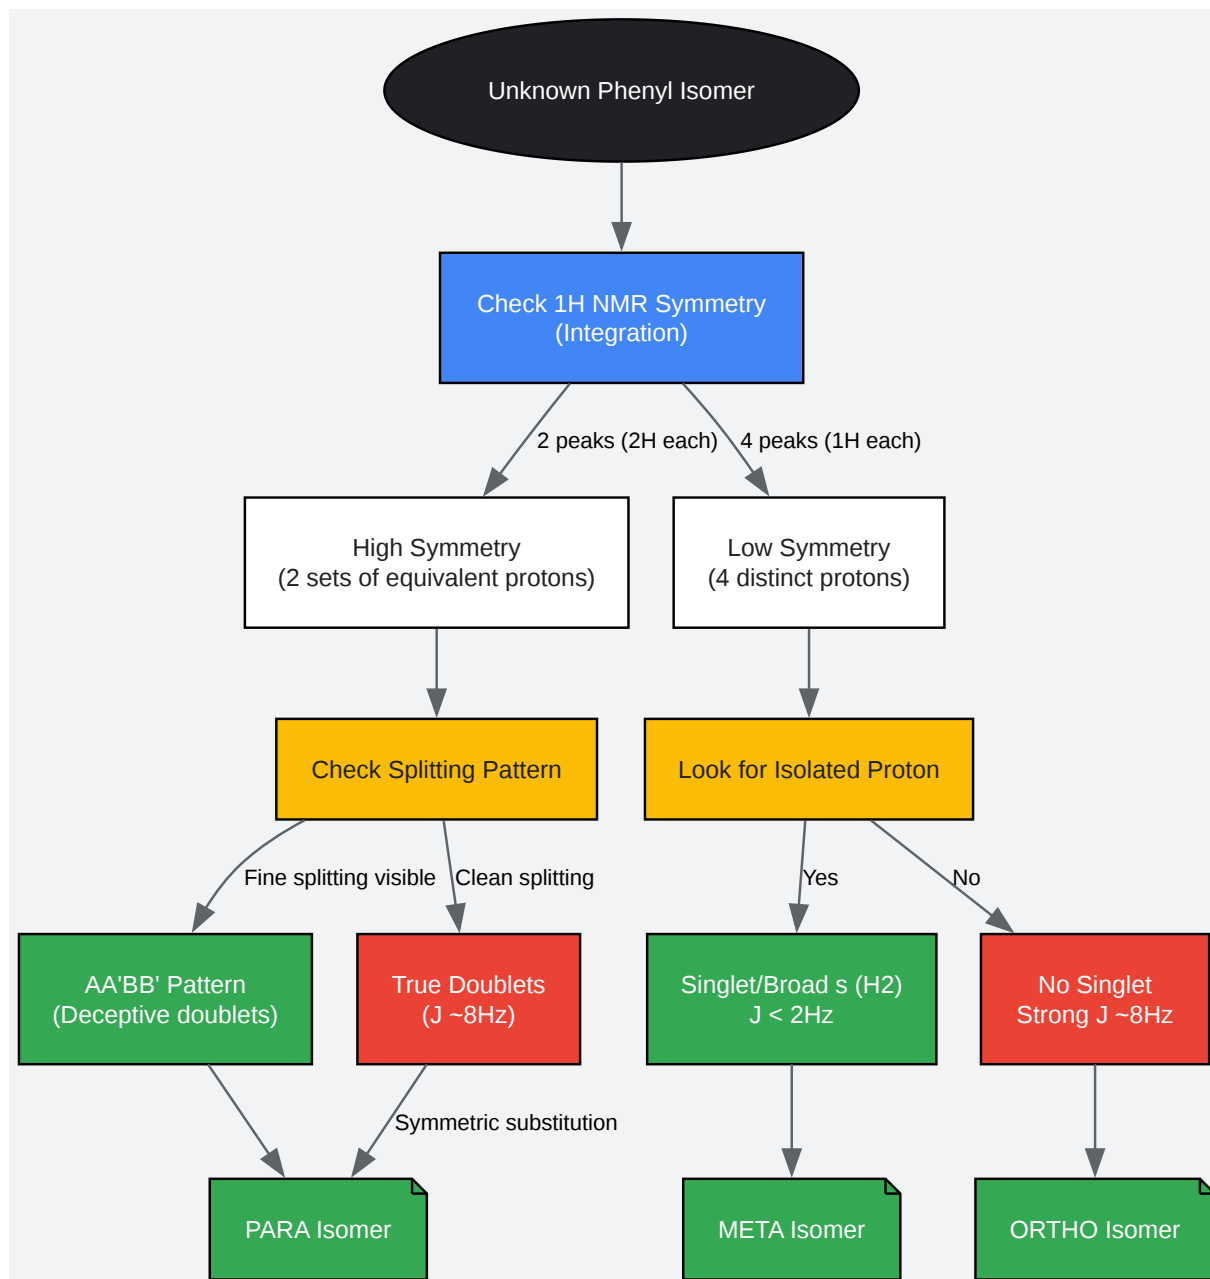 Unknown Phenyl Isomer
Check 1H NMR Symmetry
(Integration)
2 peaks (2H each)
4 peaks (1H each)
High Symmetry
(2 sets of equivalent protons)
Low Symmetry
(4 distinct protons)
Check Splitting Pattern
Look for Isolated Proton
Fine splitting visible
Clean splitting
Yes
No
AA'BB' Pattern
(Deceptive doublets)
True Doublets
(J ~8Hz)
Singlet/Broad s (H2)
J < 2Hz
No Singlet
Strong J ~8Hz
Symmetric substitution
PARA Isomer
META Isomer
ORTHO Isomer